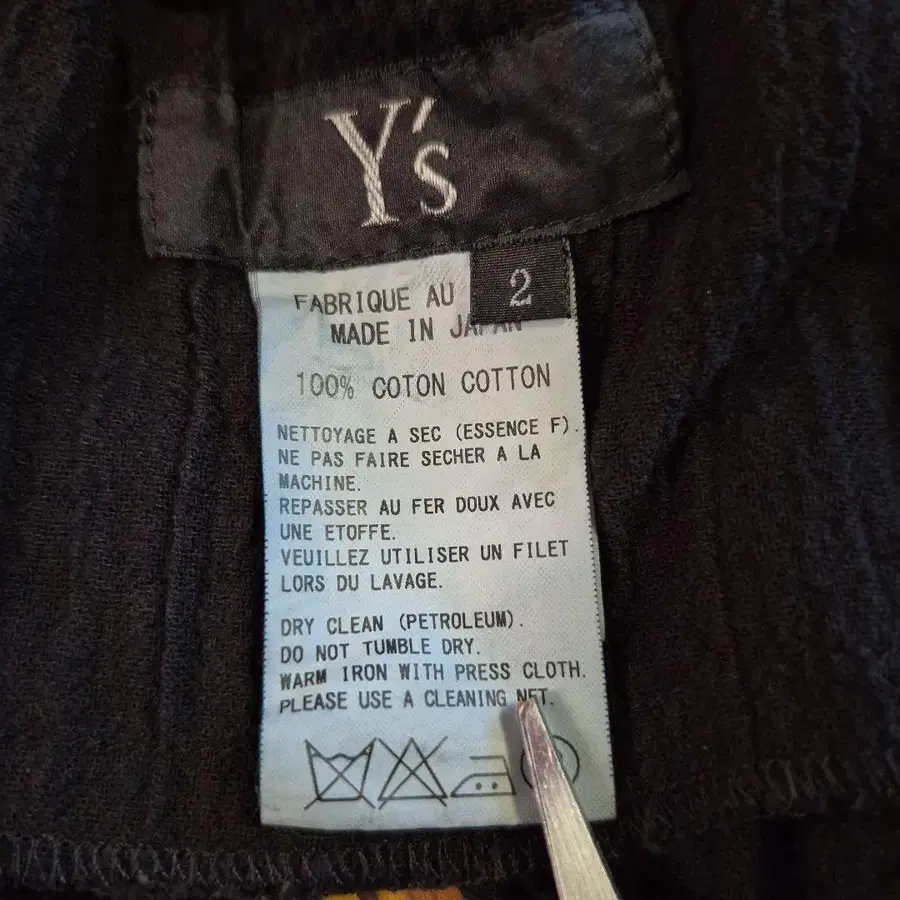 Y's
2
FABRIQUE AU
MADE IN JAPAN
100% COTON COTTON
NETTOYAGE A SEC (ESSENCE F).
NE PAS FAIRE SECHER A LA
MACHINE.
REPASSER AU FER DOUX AVEC
UNE ETOFFE.
VEUILLEZ UTILISER UN FILET
LORS DU LAVAGE.
DRY CLEAN (PETROLEUM).
DO NOT TUMBLE DRY.
WARM IRON WITH PRESS CLOTH.
PLEASE USE A CLEANING NET.